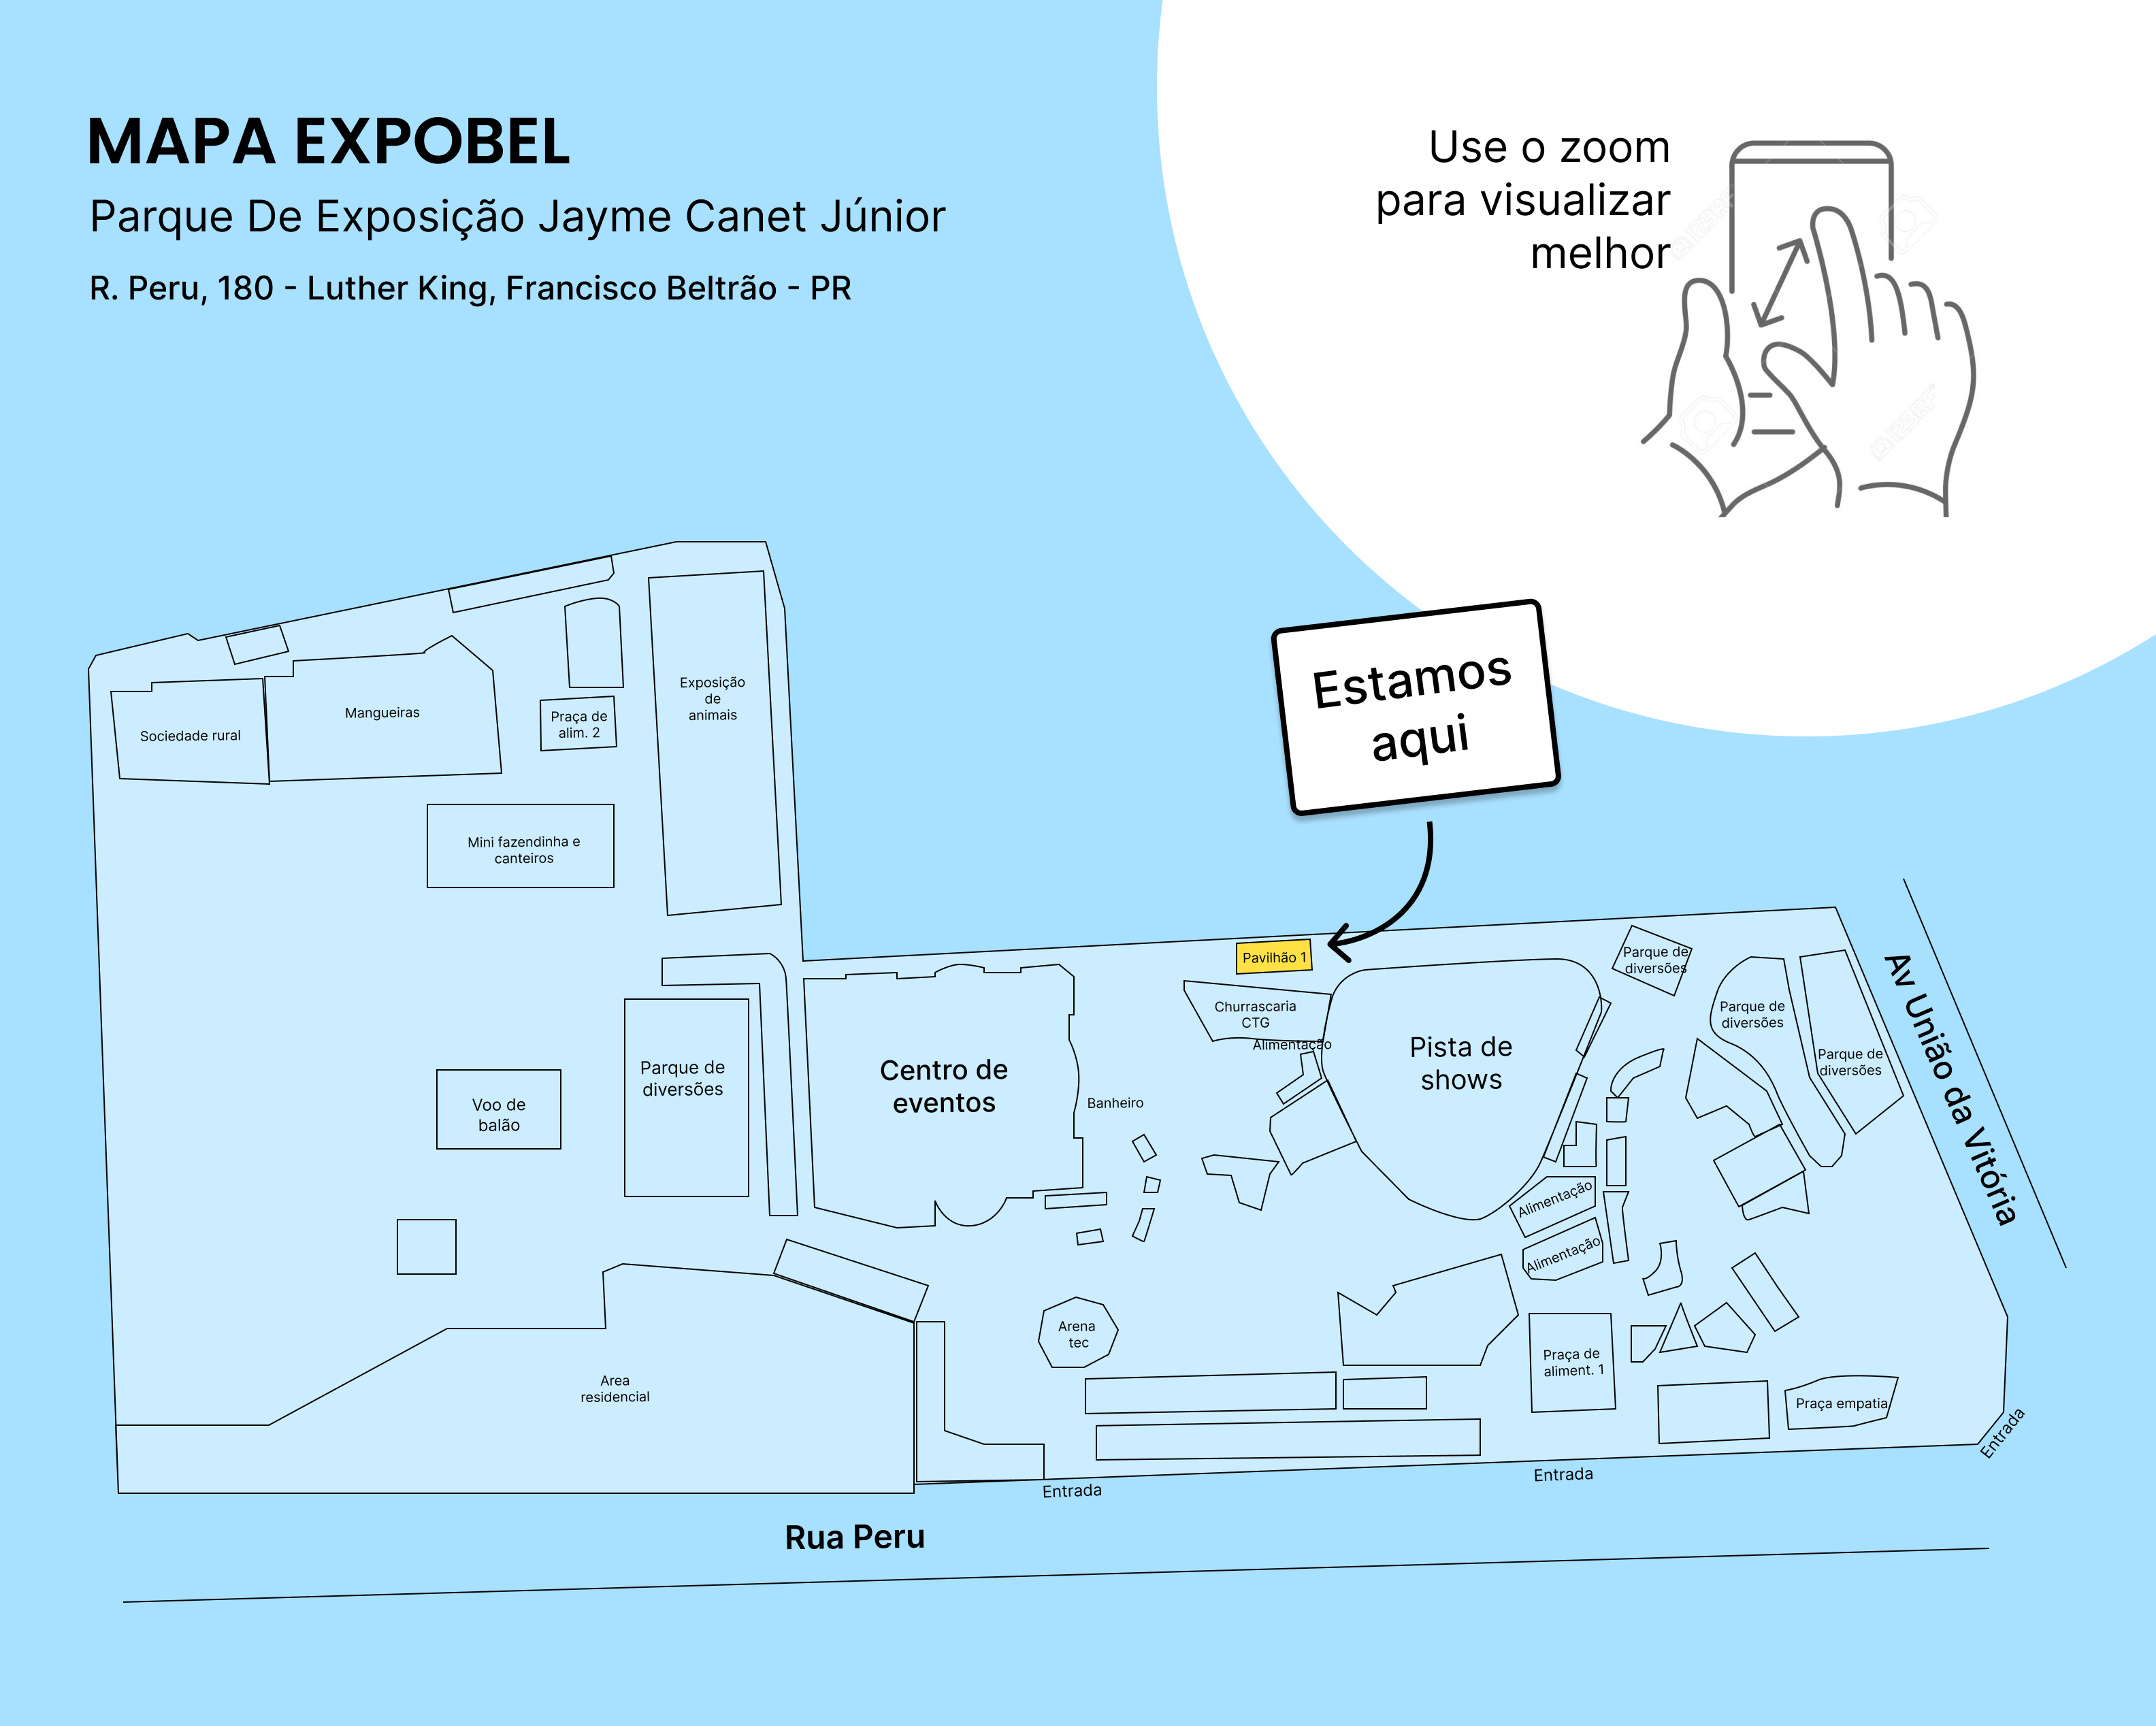 MAPA EXPOBEL
Parque De Exposição Jayme Canet Júnior
R. Peru, 180 - Luther King, Francisco Beltrão - PR
Use o zoom
para visualizar
melhor
Estamos
aqui
Exposição
de
animais
Mangueiras
Sociedade rural
Praça de
alim. 2
Mini fazendinha e
canteiros
Pavilhão 1
Parque de
diversões
Churrascaria
CTG
Alimentação
Pista de
shows
Parque de
diversões
Parque de
diversões
Av União da Vitória
Parque de
diversões
Centro de
eventos
Banheiro
Voo de
balão
Alimentação
Alimentação
Arena
tec
Praça de
aliment. 1
Area
residencial
Praça empatia
Entrada
Entrada
Entrada
Rua Peru
123RF
123RF